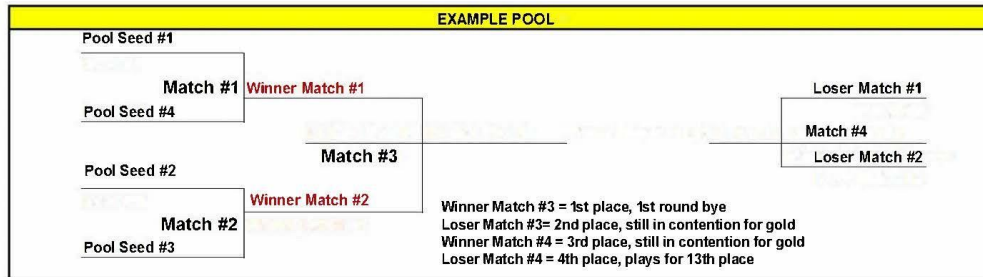 EXAMPLE POOL
Pool Seed #1
Match #1
Winner Match #1
Loser Match #1
Pool Seed #4
Match #4
Match #3
Loser Match #2
Pool Seed #2
Winner Match #2
Match #2
Pool Seed #3
Winner Match #3 = 1st place, 1st round bye
Loser Match #3= 2nd place, still in contention for gold
Winner Match #4 = 3rd place, still in contention for gold
Loser Match #4 = 4th place, plays for 13th place